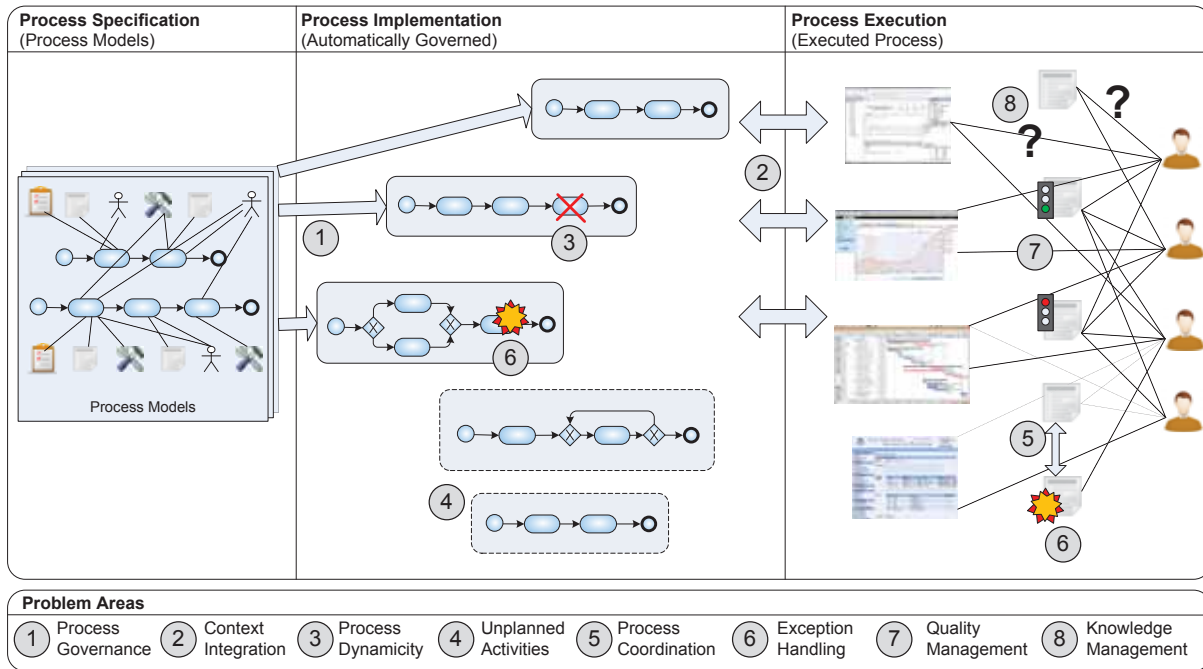 Process Specification
(Process Models)
Process Implementation
(Automatically Governed)
Process Execution
(Executed Process)
8
?
?
2
1
3
7
6
Process Models
5
4
6
Problem Areas
1 Process
Governance
2 Context
Integration
3 Process
Dynamicity
4 Unplanned
Activities
5 Process
Coordination
6 Exception
Handling
7 Quality
Management
8 Knowledge
Management